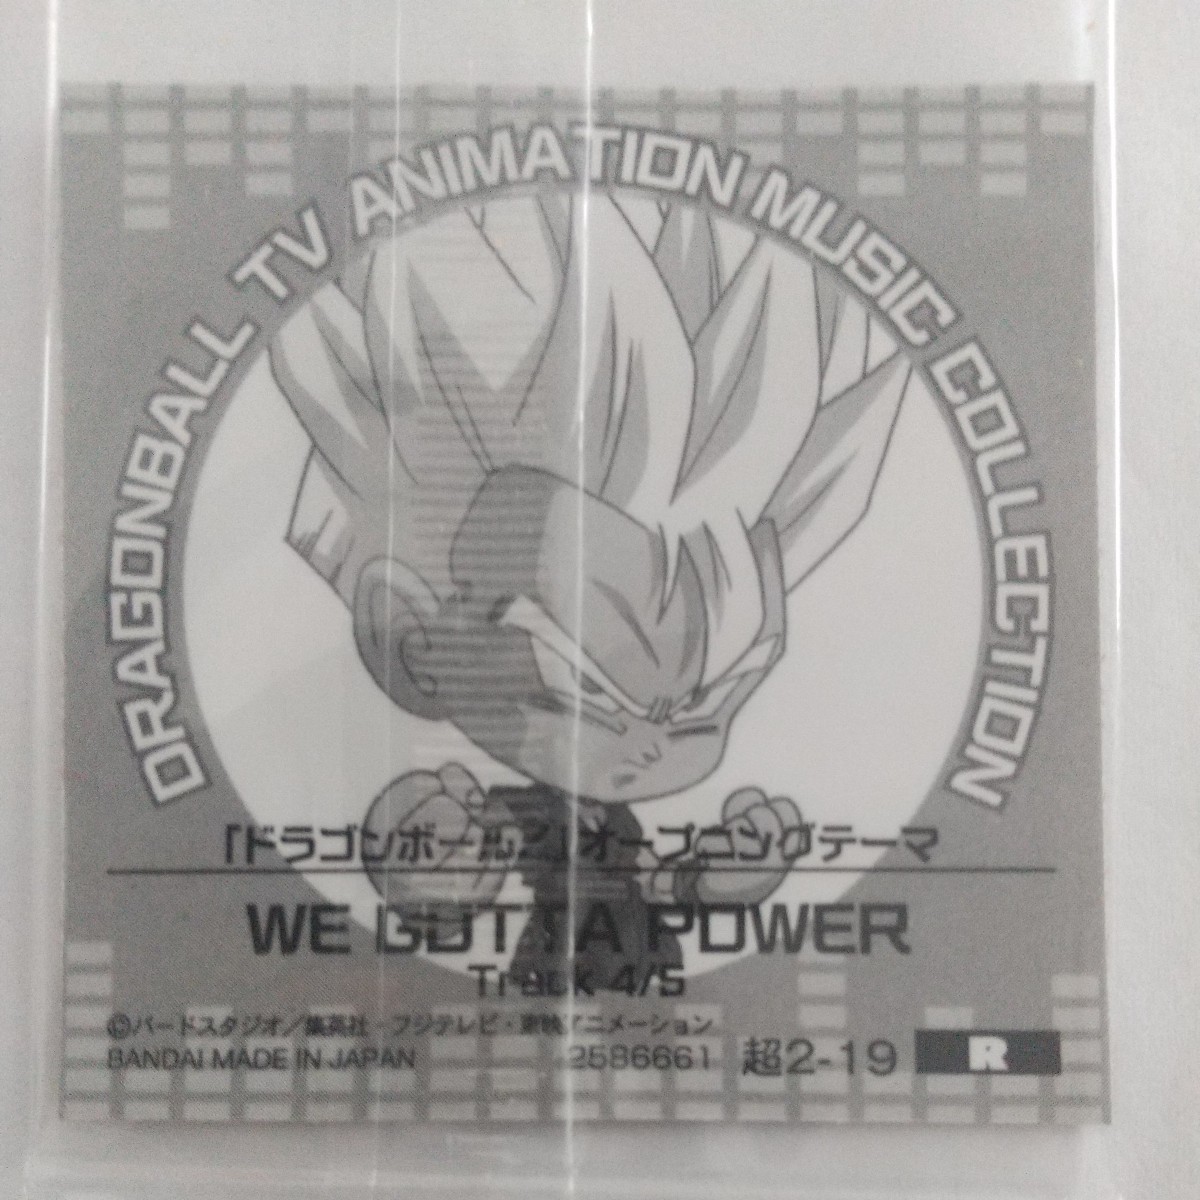 DRAGONBALL TV ANIMATION MUSIC COLLECTION
「ドラゴンボールZ」オープニングテーマ
WE GOTTA POWER
Track 4/5
©バードスタジオ/集英社・フジテレビ・東映アニメーション
BANDAI MADE IN JAPAN 2586661 超2-19 R